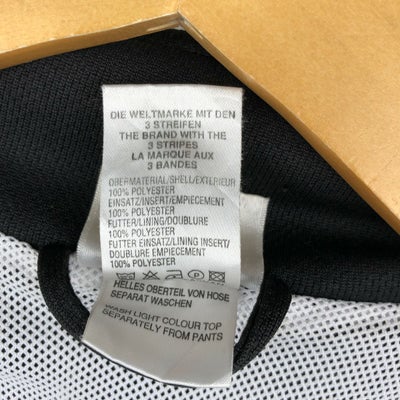 DIE WELTMARKE MIT DEN
3 STREIFEN
THE BRAND WITH THE
3 STRIPES
LA MARQUE AUX
3 BANDES
OBERMATERIAL/SHELL/EXTERIEUR
100% POLYESTER
EINSATZ/INSERT/EMPIECEMENT
100% POLYESTER
FUTTER/LINING/DOUBLURE
100% POLYESTER
FUTTER EINSATZ/LINING INSERT/
DOUBLURE EMPIECEMENT
100% POLYESTER
HELLES OBERTEIL VON HOSE
SEPARAT WASCHEN
WASH LIGHT COLOUR TOP
SEPARATELY FROM PANTS